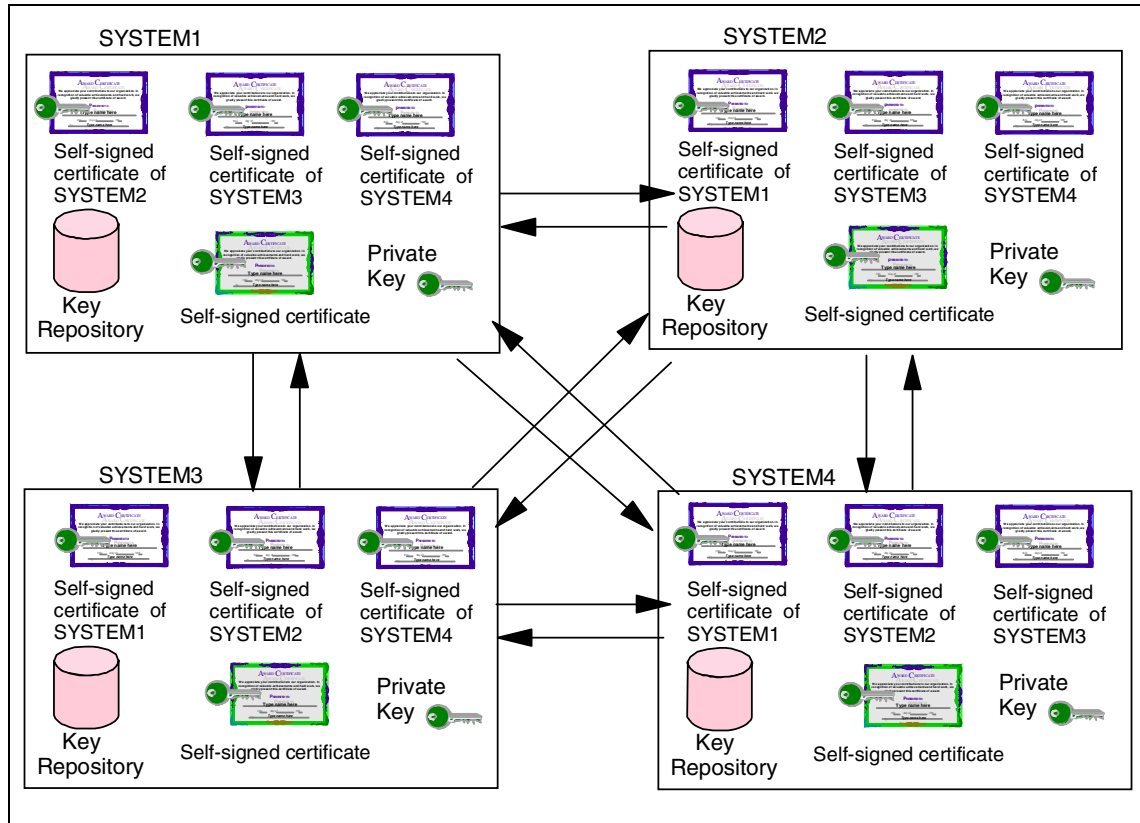 SYSTEM1
Self-signed certificate of SYSTEM2
Self-signed certificate of SYSTEM3
Self-signed certificate of SYSTEM4
Key Repository
Self-signed certificate
Private Key
SYSTEM2
Self-signed certificate of SYSTEM1
Self-signed certificate of SYSTEM3
Self-signed certificate of SYSTEM4
Key Repository
Self-signed certificate
Private Key
SYSTEM3
Self-signed certificate of SYSTEM1
Self-signed certificate of SYSTEM2
Self-signed certificate of SYSTEM4
Key Repository
Self-signed certificate
Private Key
SYSTEM4
Self-signed certificate of SYSTEM1
Self-signed certificate of SYSTEM2
Self-signed certificate of SYSTEM3
Key Repository
Self-signed certificate
Private Key